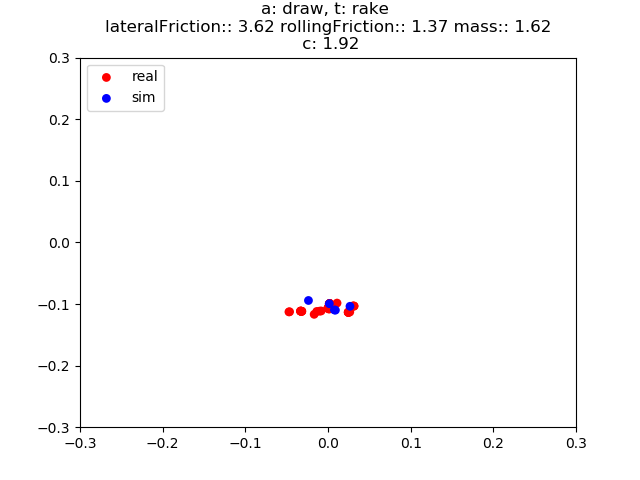 a: draw, t: rake
lateralFriction:: 3.62 rollingFriction:: 1.37 mass:: 1.62
c: 1.92
real
sim
0.3
0.2
0.1
0.0
−0.1
−0.2
−0.3
−0.3 −0.2 −0.1 0.0 0.1 0.2 0.3